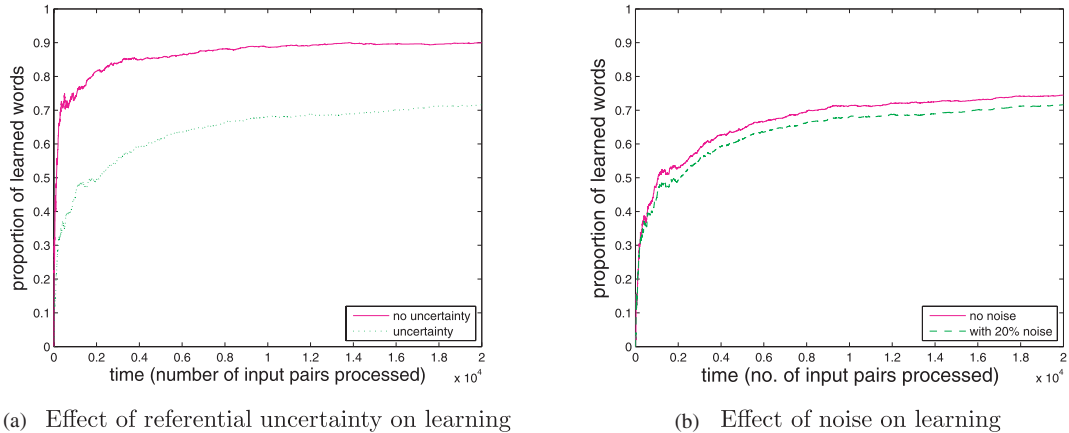 1
0.9
0.8
0.7
0.6
0.5
0.4
0.3
0.2
0.1
0
proportion of learned words
no uncertainty
uncertainty
0 0.2 0.4 0.6 0.8 1 1.2 1.4 1.6 1.8 2
x 10^4
time (number of input pairs processed)
(a) Effect of referential uncertainty on learning
1
0.9
0.8
0.7
0.6
0.5
0.4
0.3
0.2
0.1
0
proportion of learned words
no noise
with 20% noise
0 0.2 0.4 0.6 0.8 1 1.2 1.4 1.6 1.8 2
x 10^4
time (no. of input pairs processed)
(b) Effect of noise on learning